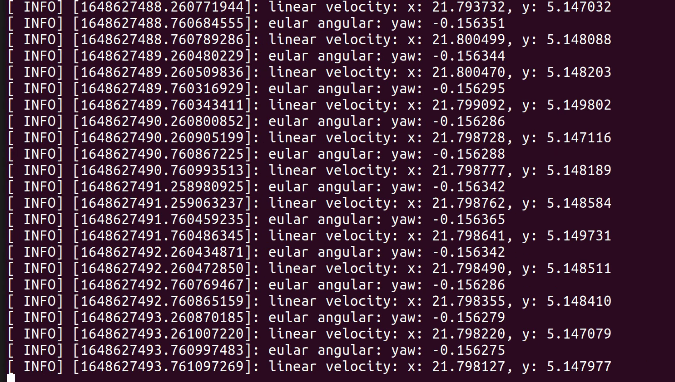 [ INFO] [1648627488.260771944]: linear velocity: x: 21.793732, y: 5.147032
[ INFO] [1648627488.760684555]: eular angular: yaw: -0.156351
[ INFO] [1648627488.760789286]: linear velocity: x: 21.800499, y: 5.148088
[ INFO] [1648627489.260480229]: eular angular: yaw: -0.156344
[ INFO] [1648627489.260509836]: linear velocity: x: 21.800470, y: 5.148203
[ INFO] [1648627489.760316929]: eular angular: yaw: -0.156295
[ INFO] [1648627489.760343411]: linear velocity: x: 21.799092, y: 5.149802
[ INFO] [1648627490.260800852]: eular angular: yaw: -0.156286
[ INFO] [1648627490.260905199]: linear velocity: x: 21.798728, y: 5.147116
[ INFO] [1648627490.760867225]: eular angular: yaw: -0.156288
[ INFO] [1648627490.760993513]: linear velocity: x: 21.798777, y: 5.148189
[ INFO] [1648627491.258980925]: eular angular: yaw: -0.156342
[ INFO] [1648627491.259063237]: linear velocity: x: 21.798762, y: 5.148584
[ INFO] [1648627491.760459235]: eular angular: yaw: -0.156365
[ INFO] [1648627491.760486345]: linear velocity: x: 21.798641, y: 5.149731
[ INFO] [1648627492.260434871]: eular angular: yaw: -0.156342
[ INFO] [1648627492.260472850]: linear velocity: x: 21.798490, y: 5.148511
[ INFO] [1648627492.760769467]: eular angular: yaw: -0.156286
[ INFO] [1648627492.760865159]: linear velocity: x: 21.798355, y: 5.148410
[ INFO] [1648627493.260870185]: eular angular: yaw: -0.156279
[ INFO] [1648627493.261007220]: linear velocity: x: 21.798220, y: 5.147079
[ INFO] [1648627493.760997483]: eular angular: yaw: -0.156275
[ INFO] [1648627493.761097269]: linear velocity: x: 21.798127, y: 5.147977